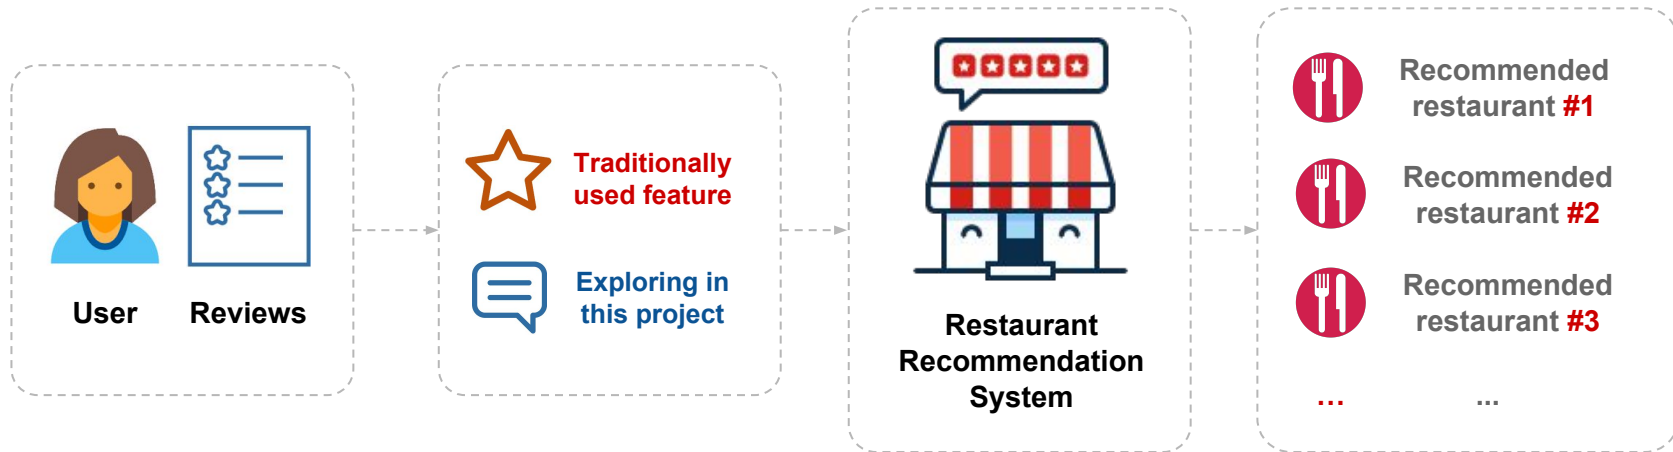 User
Reviews
Traditionally
used feature
Exploring in
this project
Restaurant
Recommendation
System
Recommended
restaurant #1
Recommended
restaurant #2
Recommended
restaurant #3
... ...